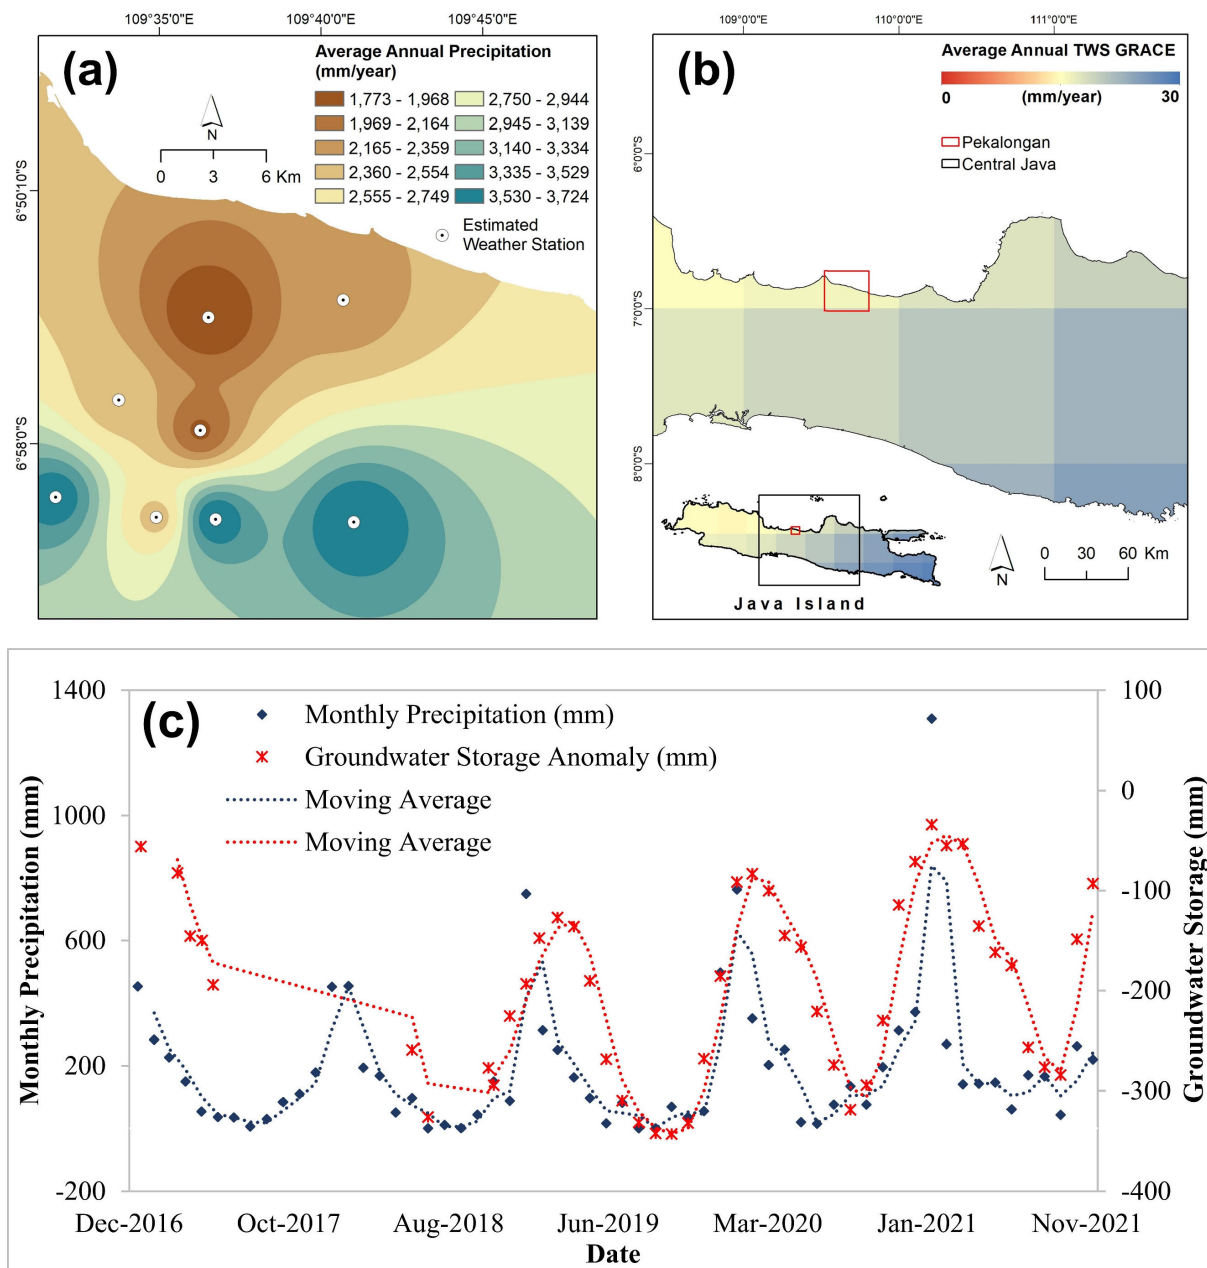 109°35'0"E 109°40'0"E 109°45'0"E
(a)
Average Annual Precipitation
(mm/year)
1,773 - 1,968 2,750 - 2,944
1,969 - 2,164 2,945 - 3,139
2,165 - 2,359 3,140 - 3,334
2,360 - 2,554 3,335 - 3,529
2,555 - 2,749 3,530 - 3,724
Estimated
Weather Station
N
0 3 6 Km
6°50'10"S
6°58'0"S
109°0'0"E 110°0'0"E 111°0'0"E
(b)
Average Annual TWS GRACE
0 (mm/year) 30
Pekalongan
Central Java
6°0'0"S
7°0'0"S
8°0'0"S
Java Island
N
0 30 60 Km
(c)
Monthly Precipitation (mm)
Groundwater Storage Anomaly (mm)
Moving Average
Moving Average
Monthly Precipitation (mm)
1400
1000
600
200
-200
Groundwater Storage (mm)
100
0
-100
-200
-300
-400
Dec-2016 Oct-2017 Aug-2018 Jun-2019 Mar-2020 Jan-2021 Nov-2021
Date